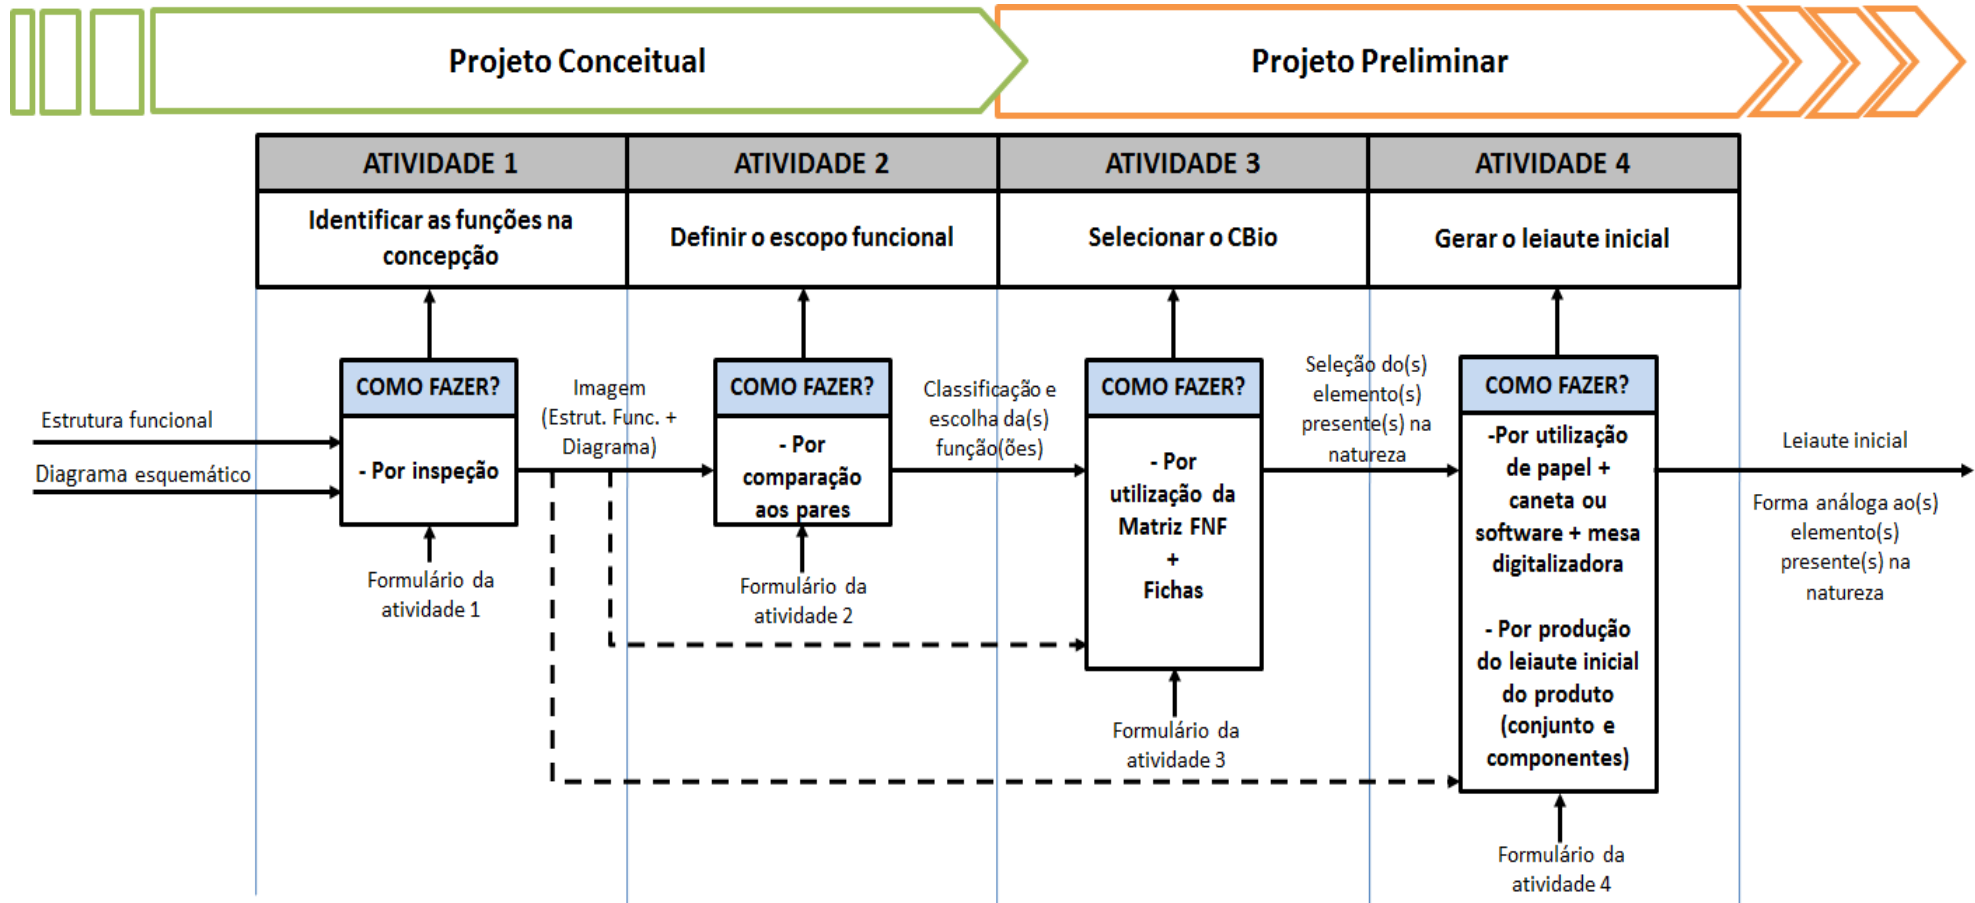 Projeto Conceitual
Projeto Preliminar
ATIVIDADE 1
ATIVIDADE 2
ATIVIDADE 3
ATIVIDADE 4
Identificar as funções na
concepção
Definir o escopo funcional
Selecionar o CBio
Gerar o leiaute inicial
Estrutura funcional
Diagrama esquemático
COMO FAZER?
- Por inspeção
Formulário da
atividade 1
Imagem
(Estrut. Func. +
Diagrama)
COMO FAZER?
- Por
comparação
aos pares
Formulário da
atividade 2
Classificação e
escolha da(s)
função(ões)
COMO FAZER?
- Por
utilização da
Matriz FNF
+
Fichas
Formulário da
atividade 3
Seleção do(s)
elemento(s)
presente(s) na
natureza
COMO FAZER?
-Por utilização
de papel +
caneta ou
software + mesa
digitalizadora
- Por produção
do leiaute inicial
do produto
(conjunto e
componentes)
Formulário da
atividade 4
Leiaute inicial
Forma análoga ao(s)
elemento(s)
presente(s) na
natureza